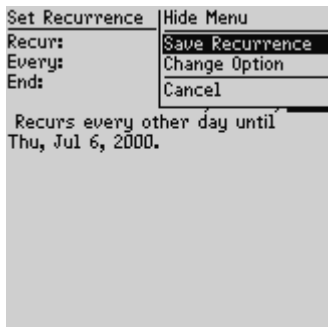 Set Recurrence
Hide Menu
Recur:
Save Recurrence
Every:
Change Option
End:
Cancel
Recurs every other day until
Thu, Jul 6, 2000.